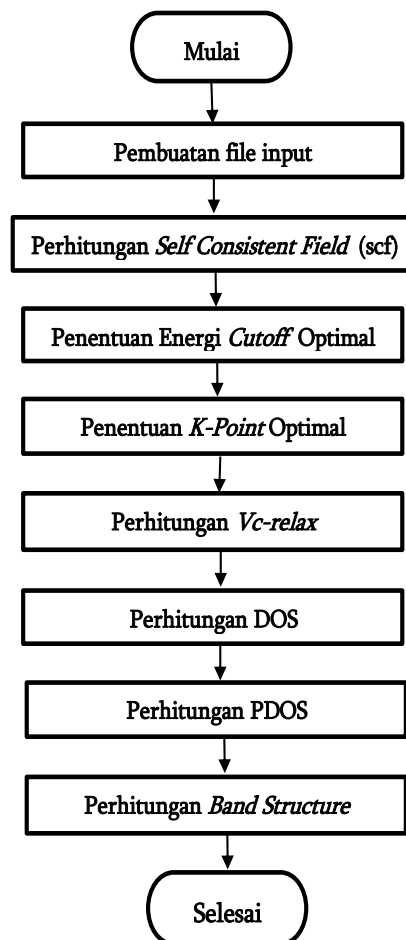 Mulai
Pembuatan file input
Perhitungan Self Consistent Field (scf)
Penentuan Energi Cutoff Optimal
Penentuan K-Point Optimal
Perhitungan Vc-relax
Perhitungan DOS
Perhitungan PDOS
Perhitungan Band Structure
Selesai